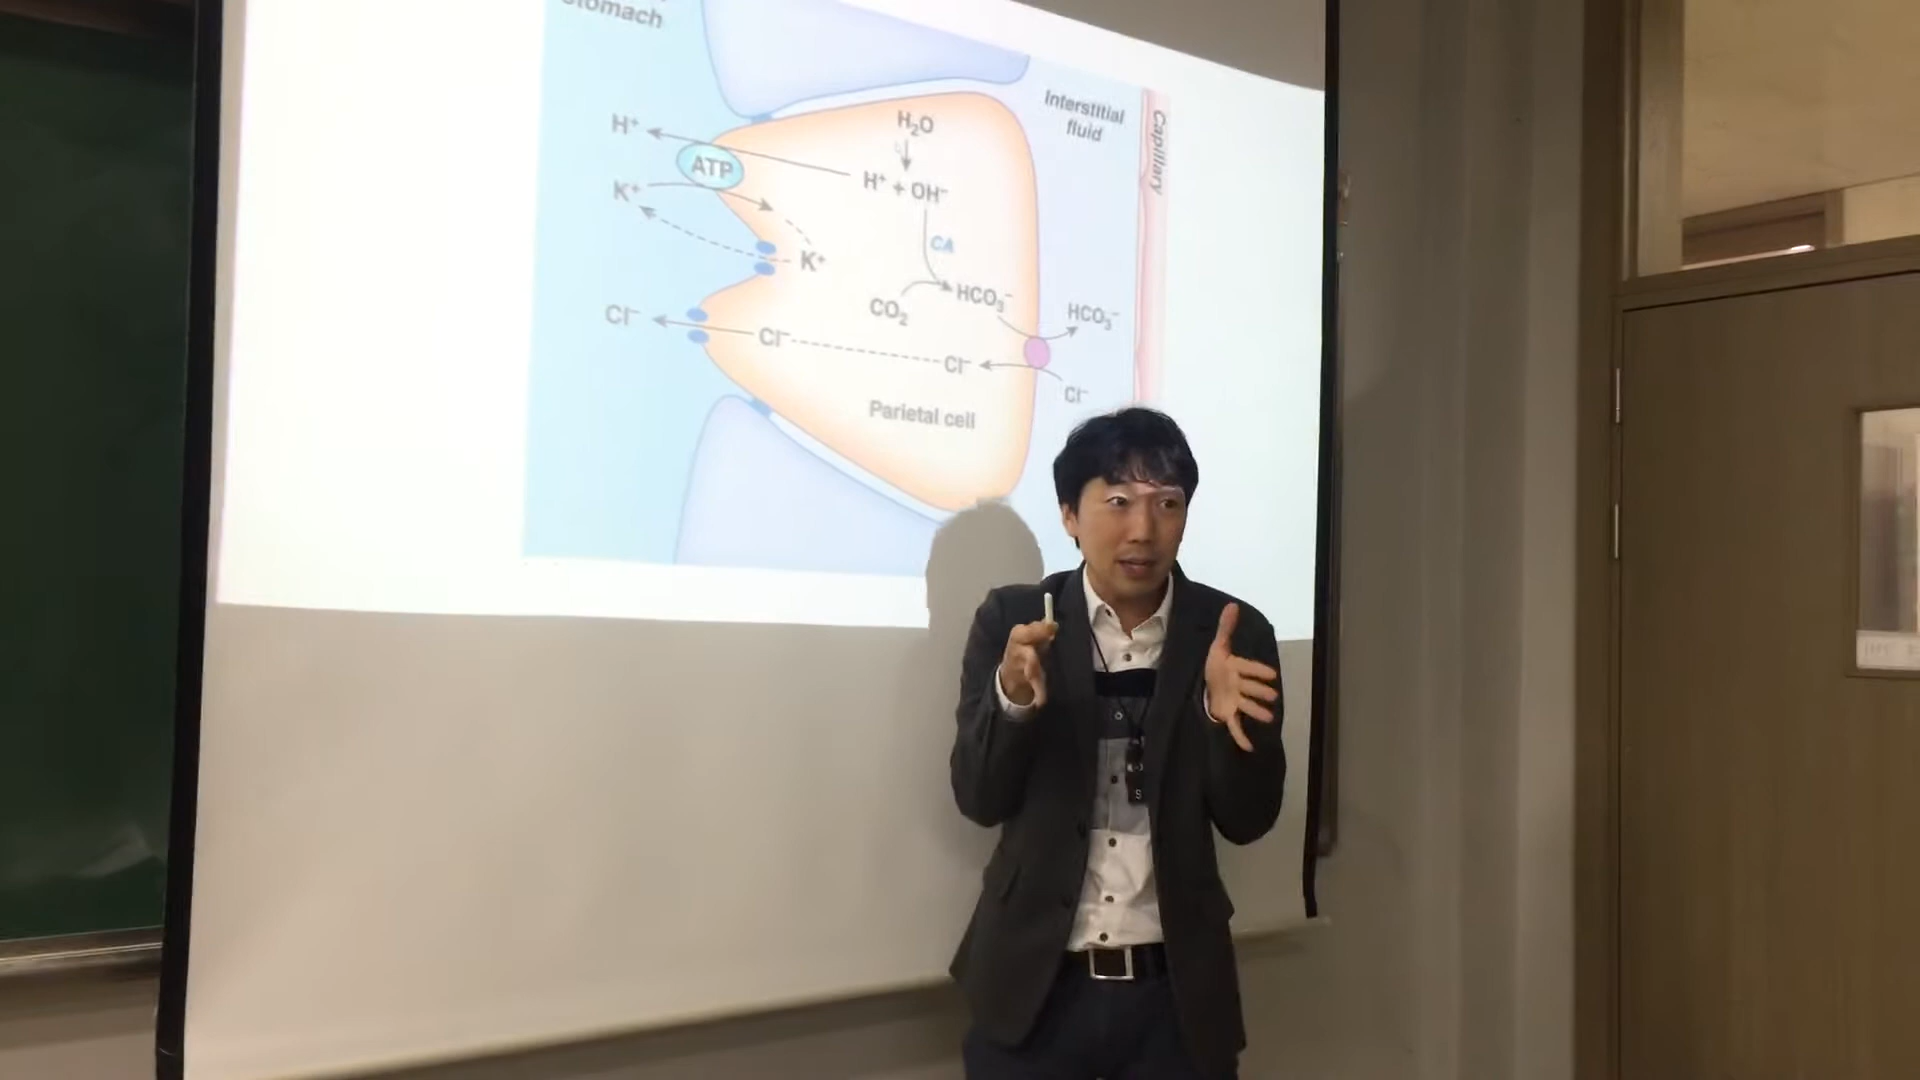 stomach
Interstitial
fluid
Capillary
H₂O
H⁺
ATP
H⁺ + OH⁻
K⁺
CA
K⁺
HCO₃⁻
CO₂
HCO₃⁻
Cl⁻
Cl⁻
Cl⁻
Cl⁻
Parietal cell
S